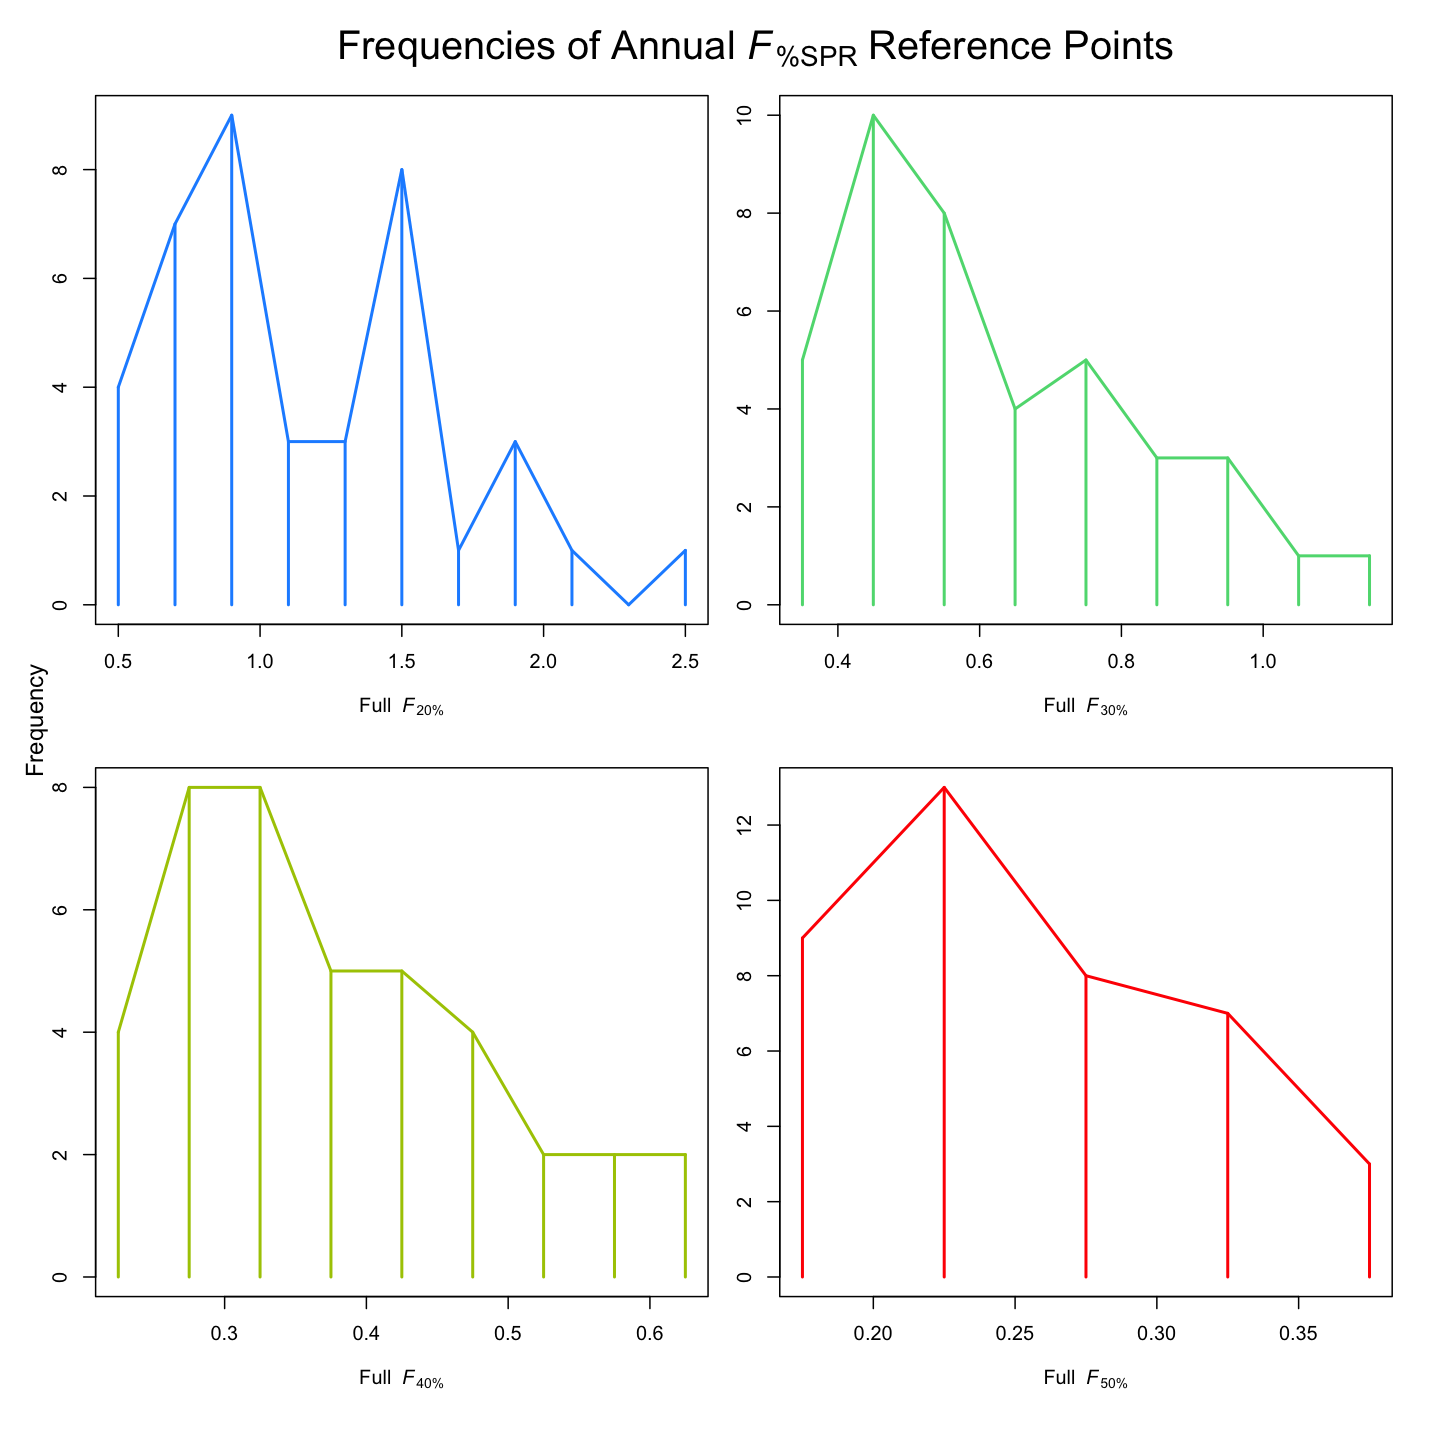 Frequencies of Annual F%SPR Reference Points
Frequency
0 2 4 6 8
0.5 1.0 1.5 2.0 2.5
Full F20%
0 2 4 6 8 10
0.4 0.6 0.8 1.0
Full F30%
0 2 4 6 8
0.3 0.4 0.5 0.6
Full F40%
0 2 4 6 8 10 12
0.20 0.25 0.30 0.35
Full F50%